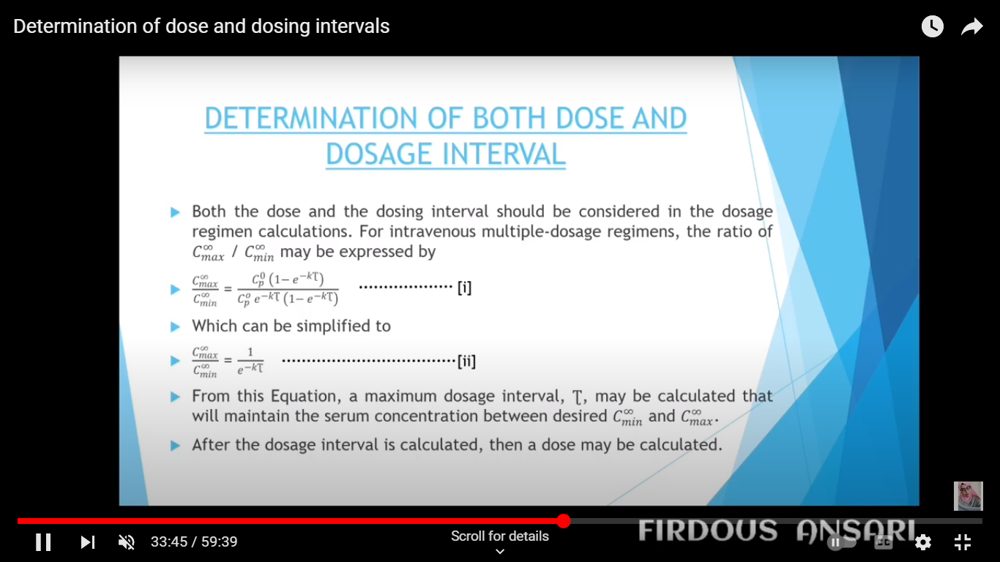 Determination of dose and dosing intervals
DETERMINATION OF BOTH DOSE AND
DOSAGE INTERVAL
Both the dose and the dosing interval should be considered in the dosage
regimen calculations. For intravenous multiple-dosage regimens, the ratio of
C∞max / C∞min may be expressed by
C∞max / C∞min = C⁰p (1− e^−kƮ) / C⁰p e^−kƮ (1− e^−kƮ) ................... [i]
Which can be simplified to
C∞max / C∞min = 1 / e^−kƮ ...................................[ii]
From this Equation, a maximum dosage interval, Ʈ, may be calculated that
will maintain the serum concentration between desired C∞min and C∞max.
After the dosage interval is calculated, then a dose may be calculated.
FIRDOUS ANSARI
33:45 / 59:39
Scroll for details
CC